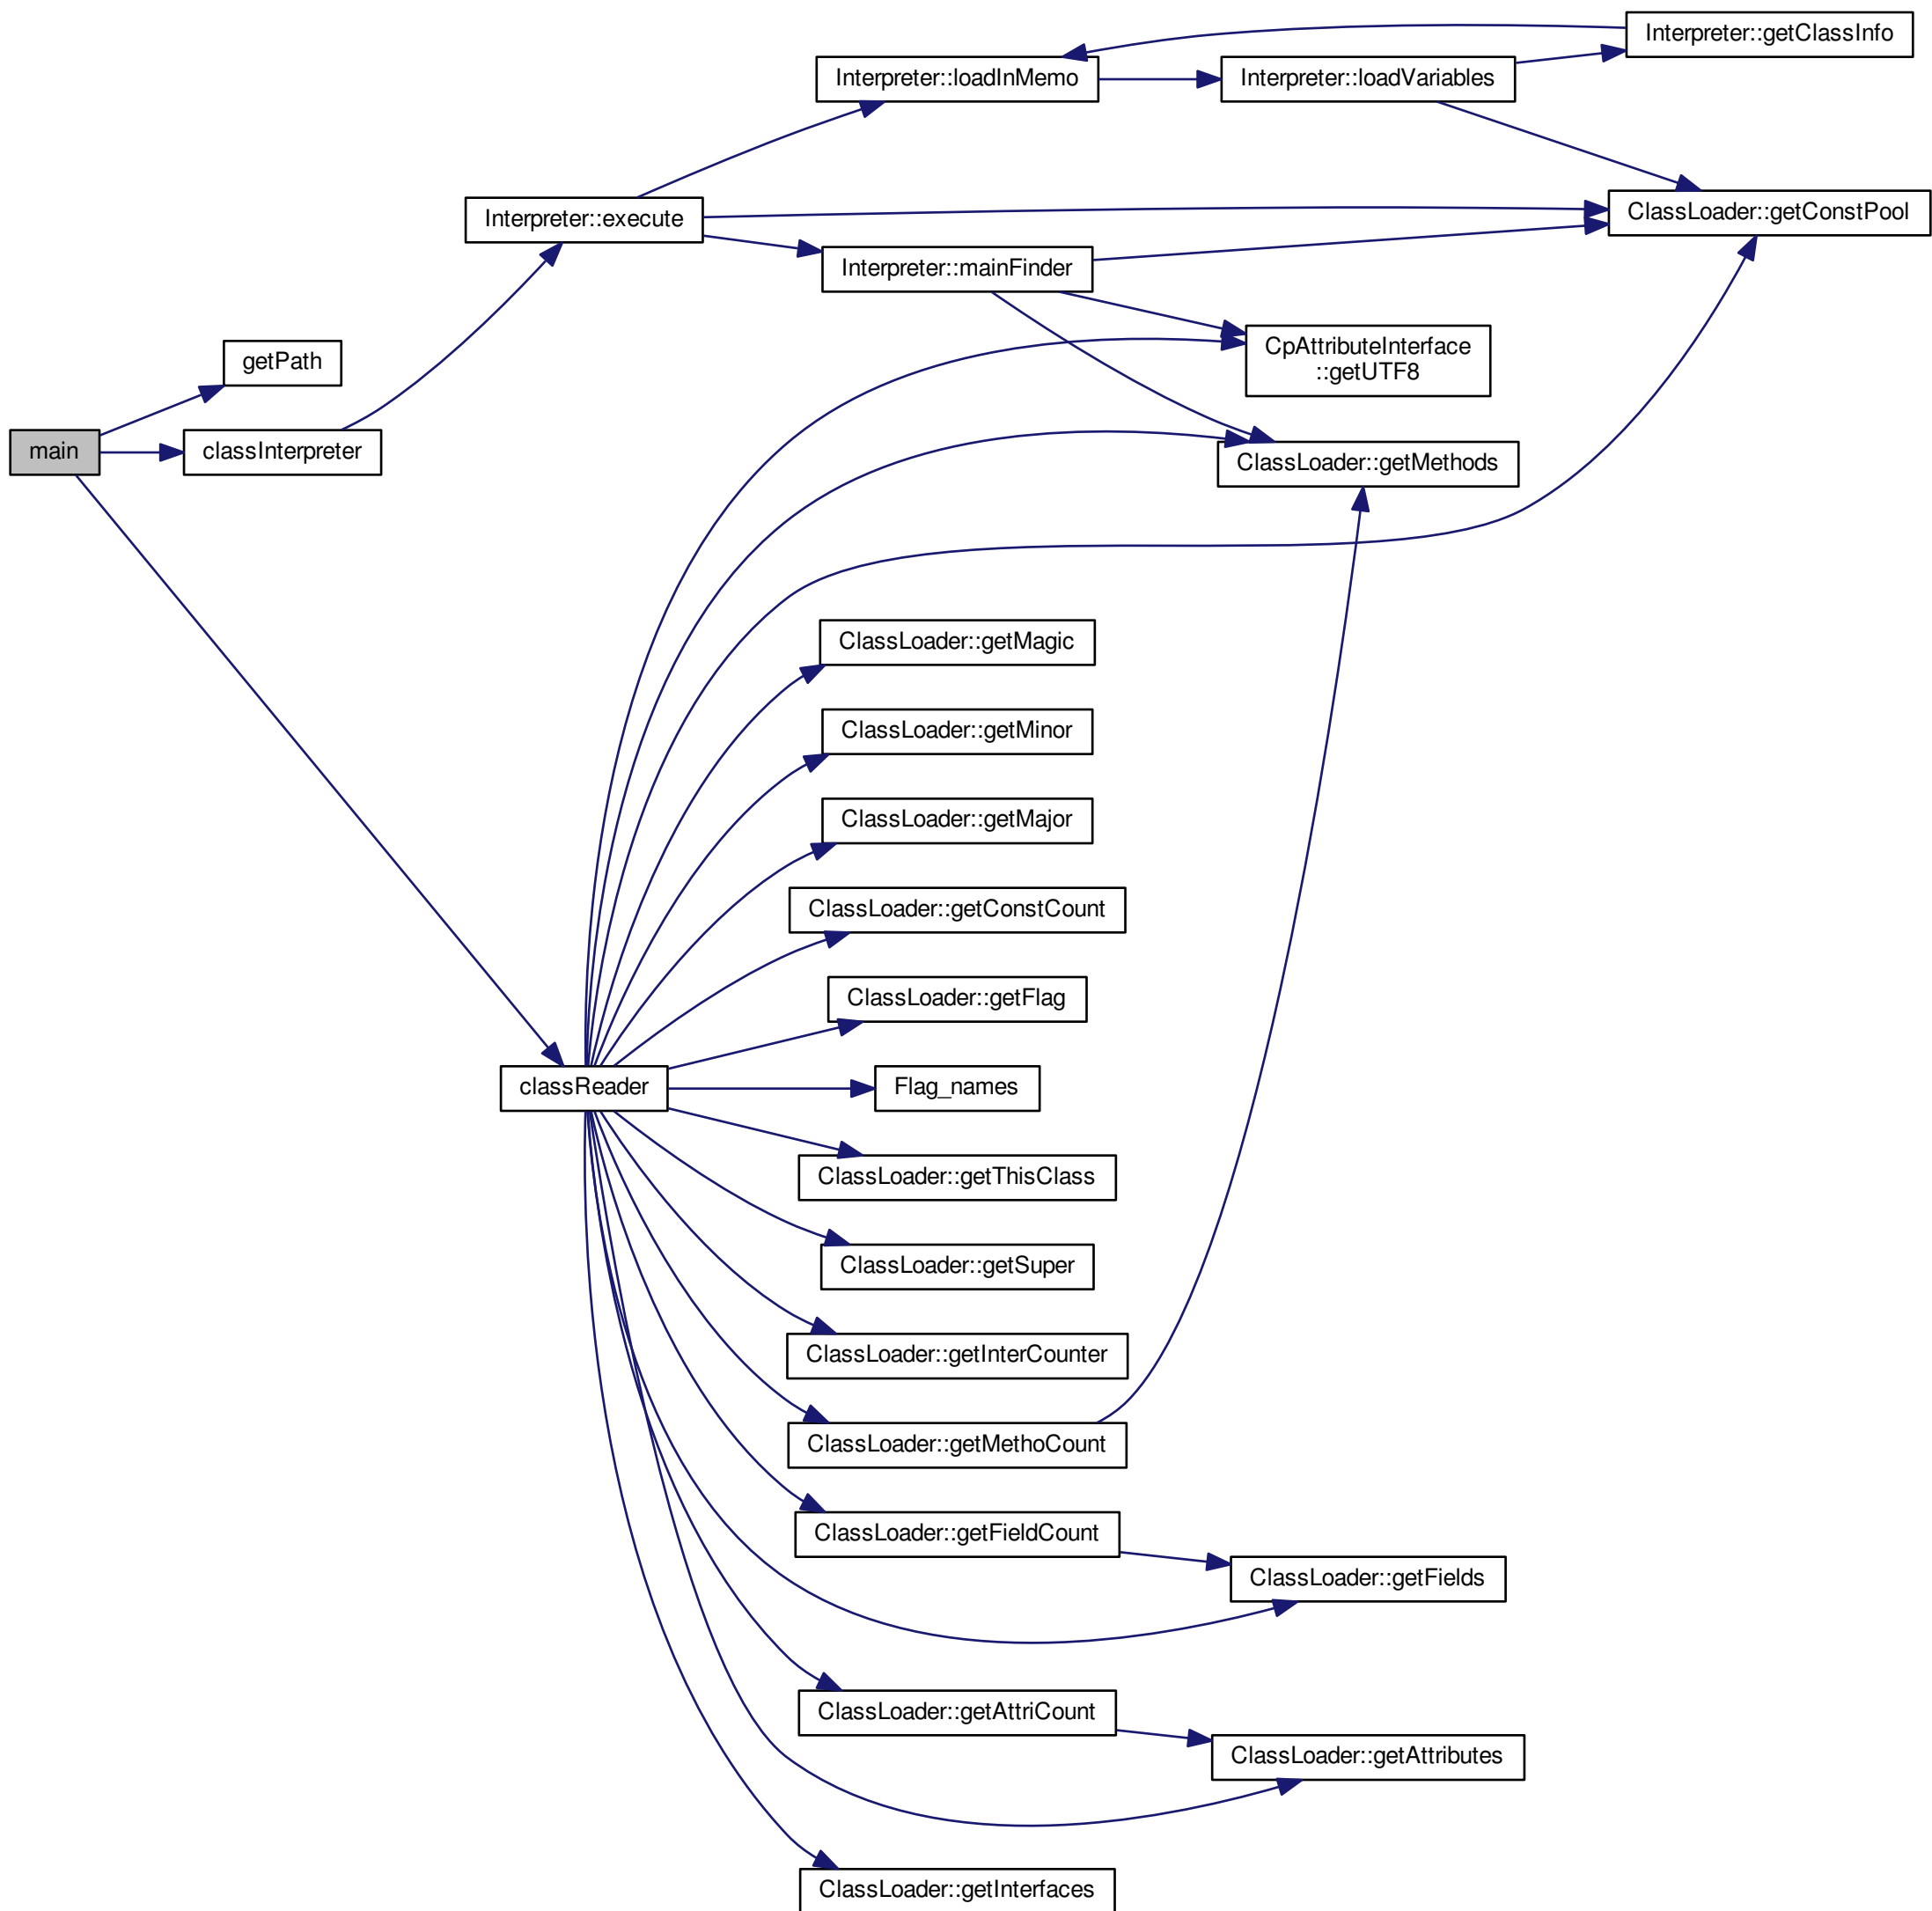 Interpreter::getClassInfo
Interpreter::loadInMemo
Interpreter::loadVariables
Interpreter::execute
ClassLoader::getConstPool
Interpreter::mainFinder
getPath
CpAttributeInterface
::getUTF8
main
classInterpreter
ClassLoader::getMethods
ClassLoader::getMagic
ClassLoader::getMinor
ClassLoader::getMajor
ClassLoader::getConstCount
ClassLoader::getFlag
classReader
Flag_names
ClassLoader::getThisClass
ClassLoader::getSuper
ClassLoader::getInterCounter
ClassLoader::getMethoCount
ClassLoader::getFieldCount
ClassLoader::getFields
ClassLoader::getAttriCount
ClassLoader::getAttributes
ClassLoader::getInterfaces